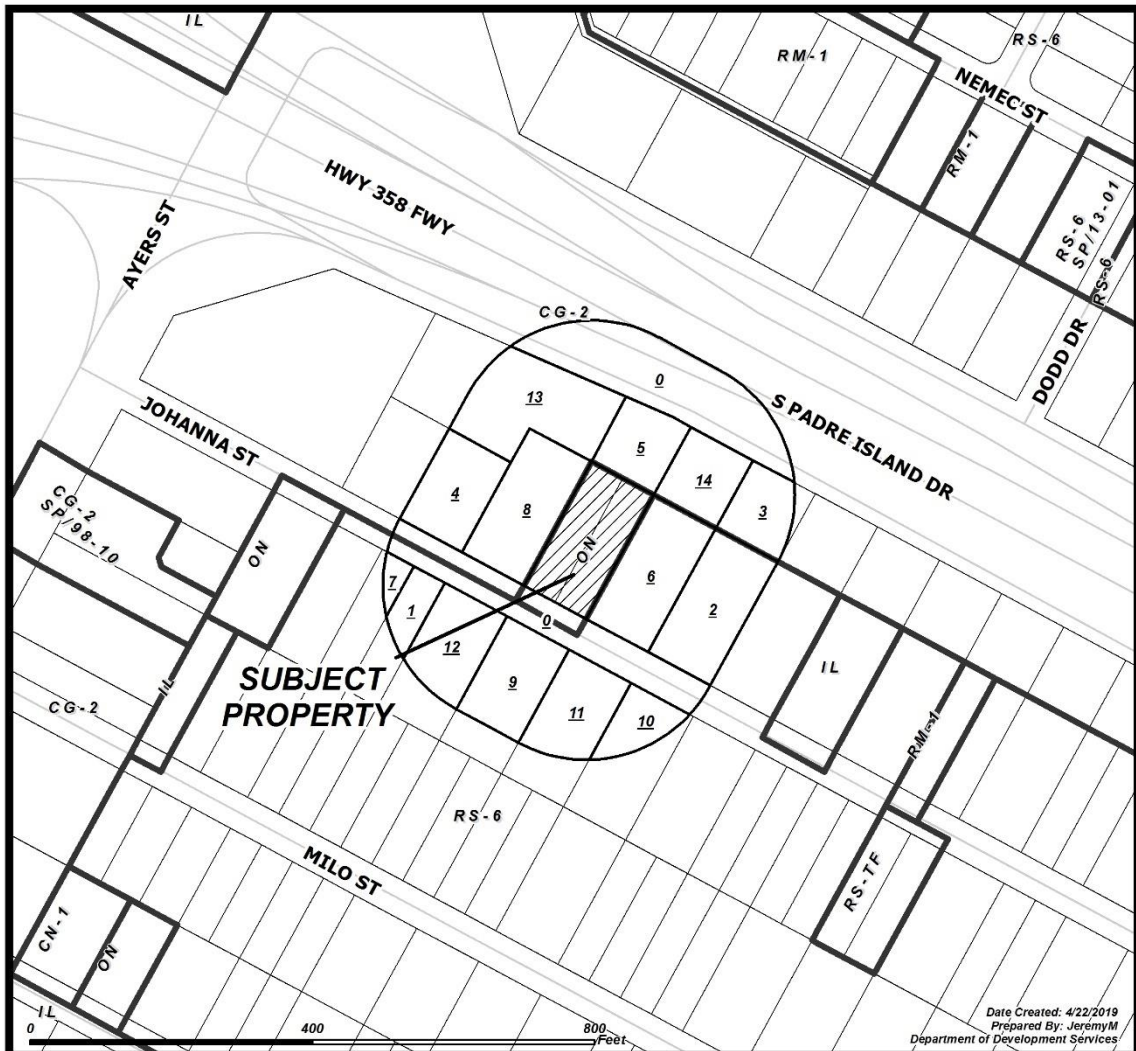 IL
RS-6
RM-1
NEMEC ST
RM-1
HWY 358 FWY
RS-6
SP/13-01
RS-6
AYERS ST
DODD DR
CG-2
0
13
S PADRE ISLAND DR
JOHANNA ST
5
14
3
4
8
CG-2
SP/98-10
ON
ON
6
7
1
0
2
12
SUBJECT
PROPERTY
9
11
10
IL
IL
CG-2
RM-1
RS-6
MILO ST
RS-TF
CN-1
ON
IL
0 400 800
Feet
Date Created: 4/22/2019
Prepared By: JeremyM
Department of Development Services